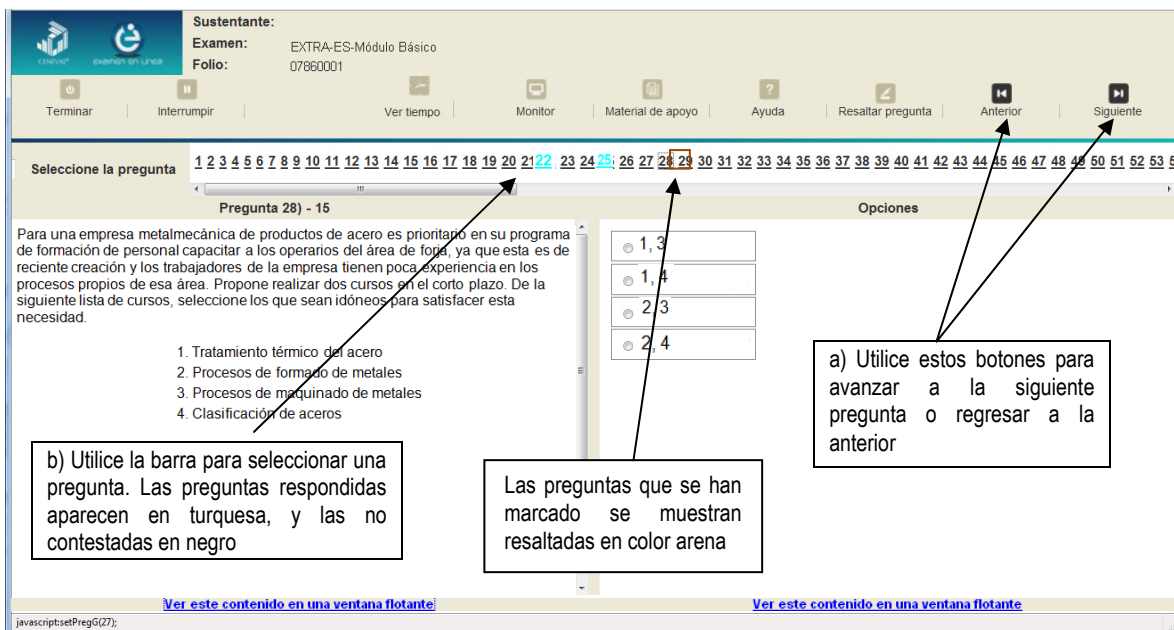 Sustentante:
Examen: EXTRA-ES-Módulo Básico
Folio: 07860001
CENEVAL®
examen en línea
Terminar
Interrumpir
Ver tiempo
Monitor
Material de apoyo
Ayuda
Resaltar pregunta
Anterior
Siguiente
Seleccione la pregunta
1 2 3 4 5 6 7 8 9 10 11 12 13 14 15 16 17 18 19 20 21 22 23 24 25 26 27 28 29 30 31 32 33 34 35 36 37 38 39 40 41 42 43 44 45 46 47 48 49 50 51 52 53 5
Pregunta 28) - 15
Para una empresa metalmecánica de productos de acero es prioritario en su programa
de formación de personal capacitar a los operarios del área de forja, ya que esta es de
reciente creación y los trabajadores de la empresa tienen poca experiencia en los
procesos propios de esa área. Propone realizar dos cursos en el corto plazo. De la
siguiente lista de cursos, seleccione los que sean idóneos para satisfacer esta
necesidad.
1. Tratamiento térmico del acero
2. Procesos de formado de metales
3. Procesos de maquinado de metales
4. Clasificación de aceros
Opciones
1, 3
1, 4
2, 3
2, 4
a) Utilice estos botones para
avanzar a la siguiente
pregunta o regresar a la
anterior
b) Utilice la barra para seleccionar una
pregunta. Las preguntas respondidas
aparecen en turquesa, y las no
contestadas en negro
Las preguntas que se han
marcado se muestran
resaltadas en color arena
Ver este contenido en una ventana flotante
Ver este contenido en una ventana flotante
javascript:setPregG(27);